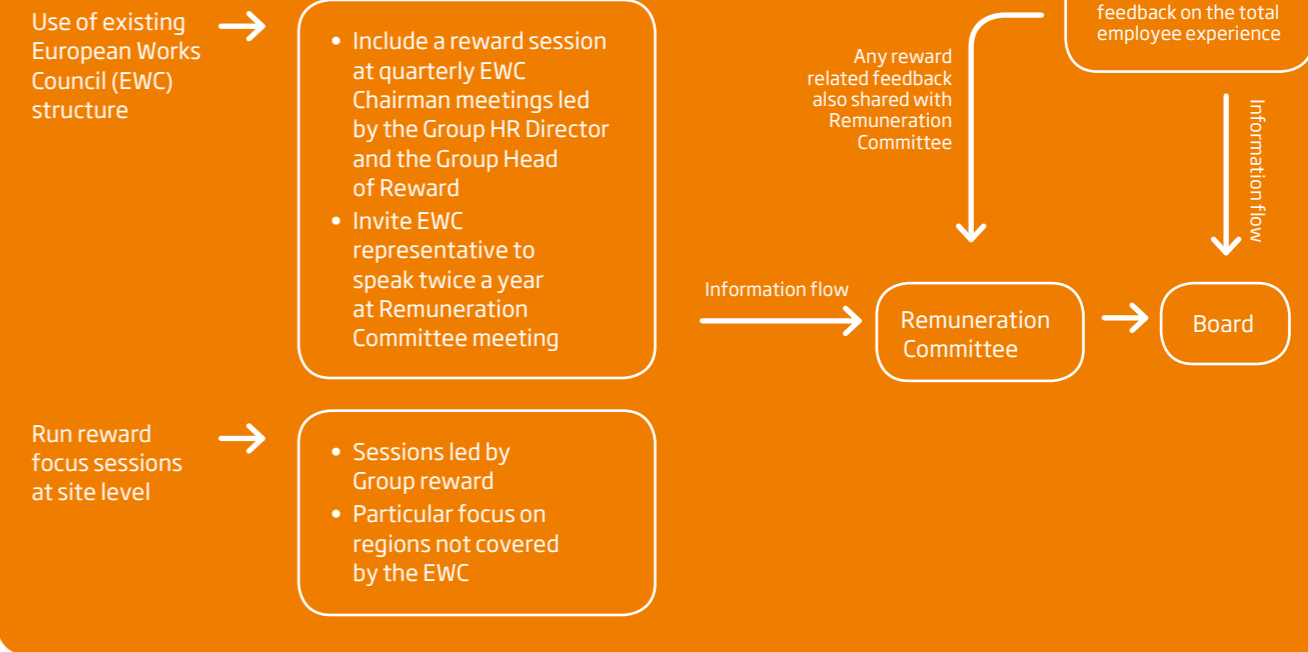 Use of existing
European Works
Council (EWC)
structure
• Include a reward session
at quarterly EWC
Chairman meetings led
by the Group HR Director
and the Group Head
of Reward
• Invite EWC
representative to
speak twice a year
at Remuneration
Committee meeting
Run reward
focus sessions
at site level
• Sessions led by
Group reward
• Particular focus on
regions not covered
by the EWC
feedback on the total
employee experience
Any reward
related feedback
also shared with
Remuneration
Committee
Information flow
Information flow
Remuneration
Committee
Board